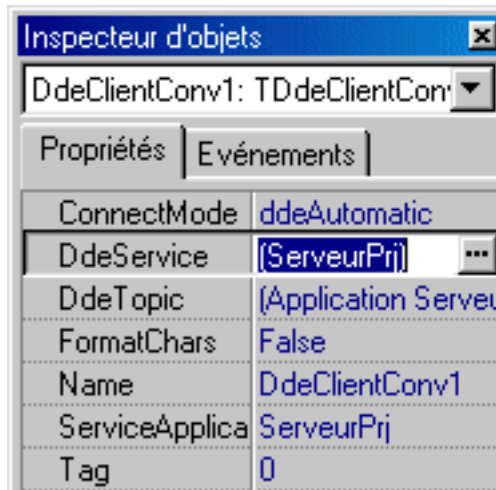 Inspecteur d'objets
DdeClientConv1: TDdeClientCon
Propriétés Evénements
ConnectMode ddeAutomatic
DdeService (ServeurPrj) ...
DdeTopic (Application Serveu
FormatChars False
Name DdeClientConv1
ServiceApplica ServeurPrj
Tag 0